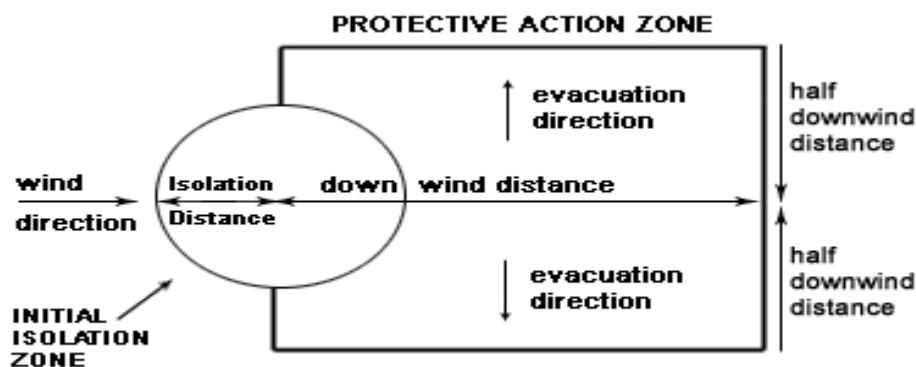 PROTECTIVE ACTION ZONE
evacuation
direction
half
downwind
distance
wind
direction
Isolation
Distance
down wind distance
evacuation
direction
half
downwind
distance
INITIAL
ISOLATION
ZONE